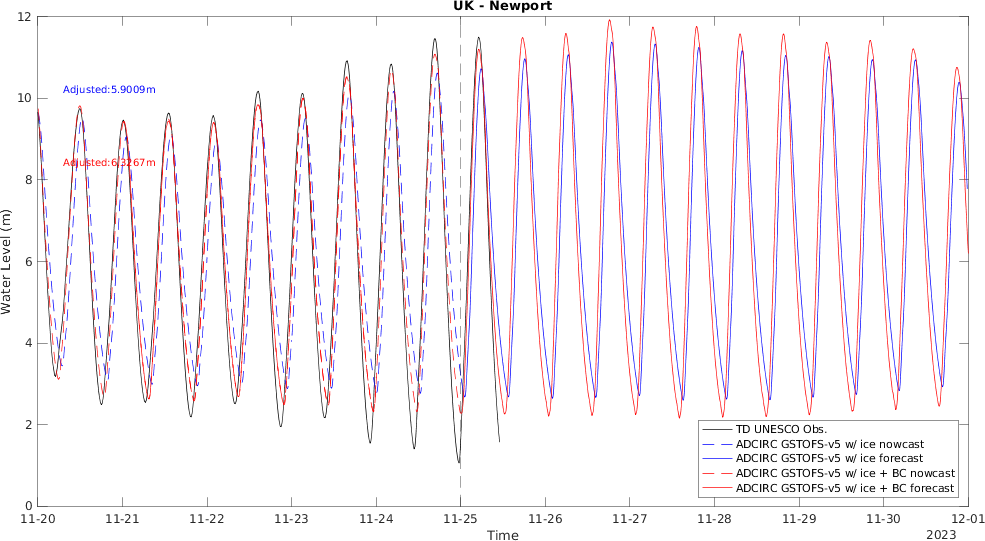 UK - Newport
12
10
8
6
4
2
0
Water Level (m)
Adjusted:5.9009m
Adjusted:6.3267m
TD UNESCO Obs.
ADCIRC GSTOFS-v5 w/ ice nowcast
ADCIRC GSTOFS-v5 w/ ice forecast
ADCIRC GSTOFS-v5 w/ ice + BC nowcast
ADCIRC GSTOFS-v5 w/ ice + BC forecast
11-20 11-21 11-22 11-23 11-24 11-25 11-26 11-27 11-28 11-29 11-30 12-01
Time
2023